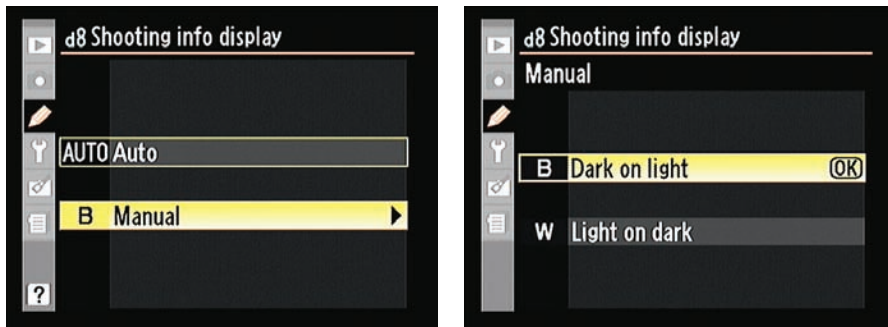 d8 Shooting info display
AUTO Auto
B Manual
?
d8 Shooting info display
Manual
B Dark on light OK
W Light on dark